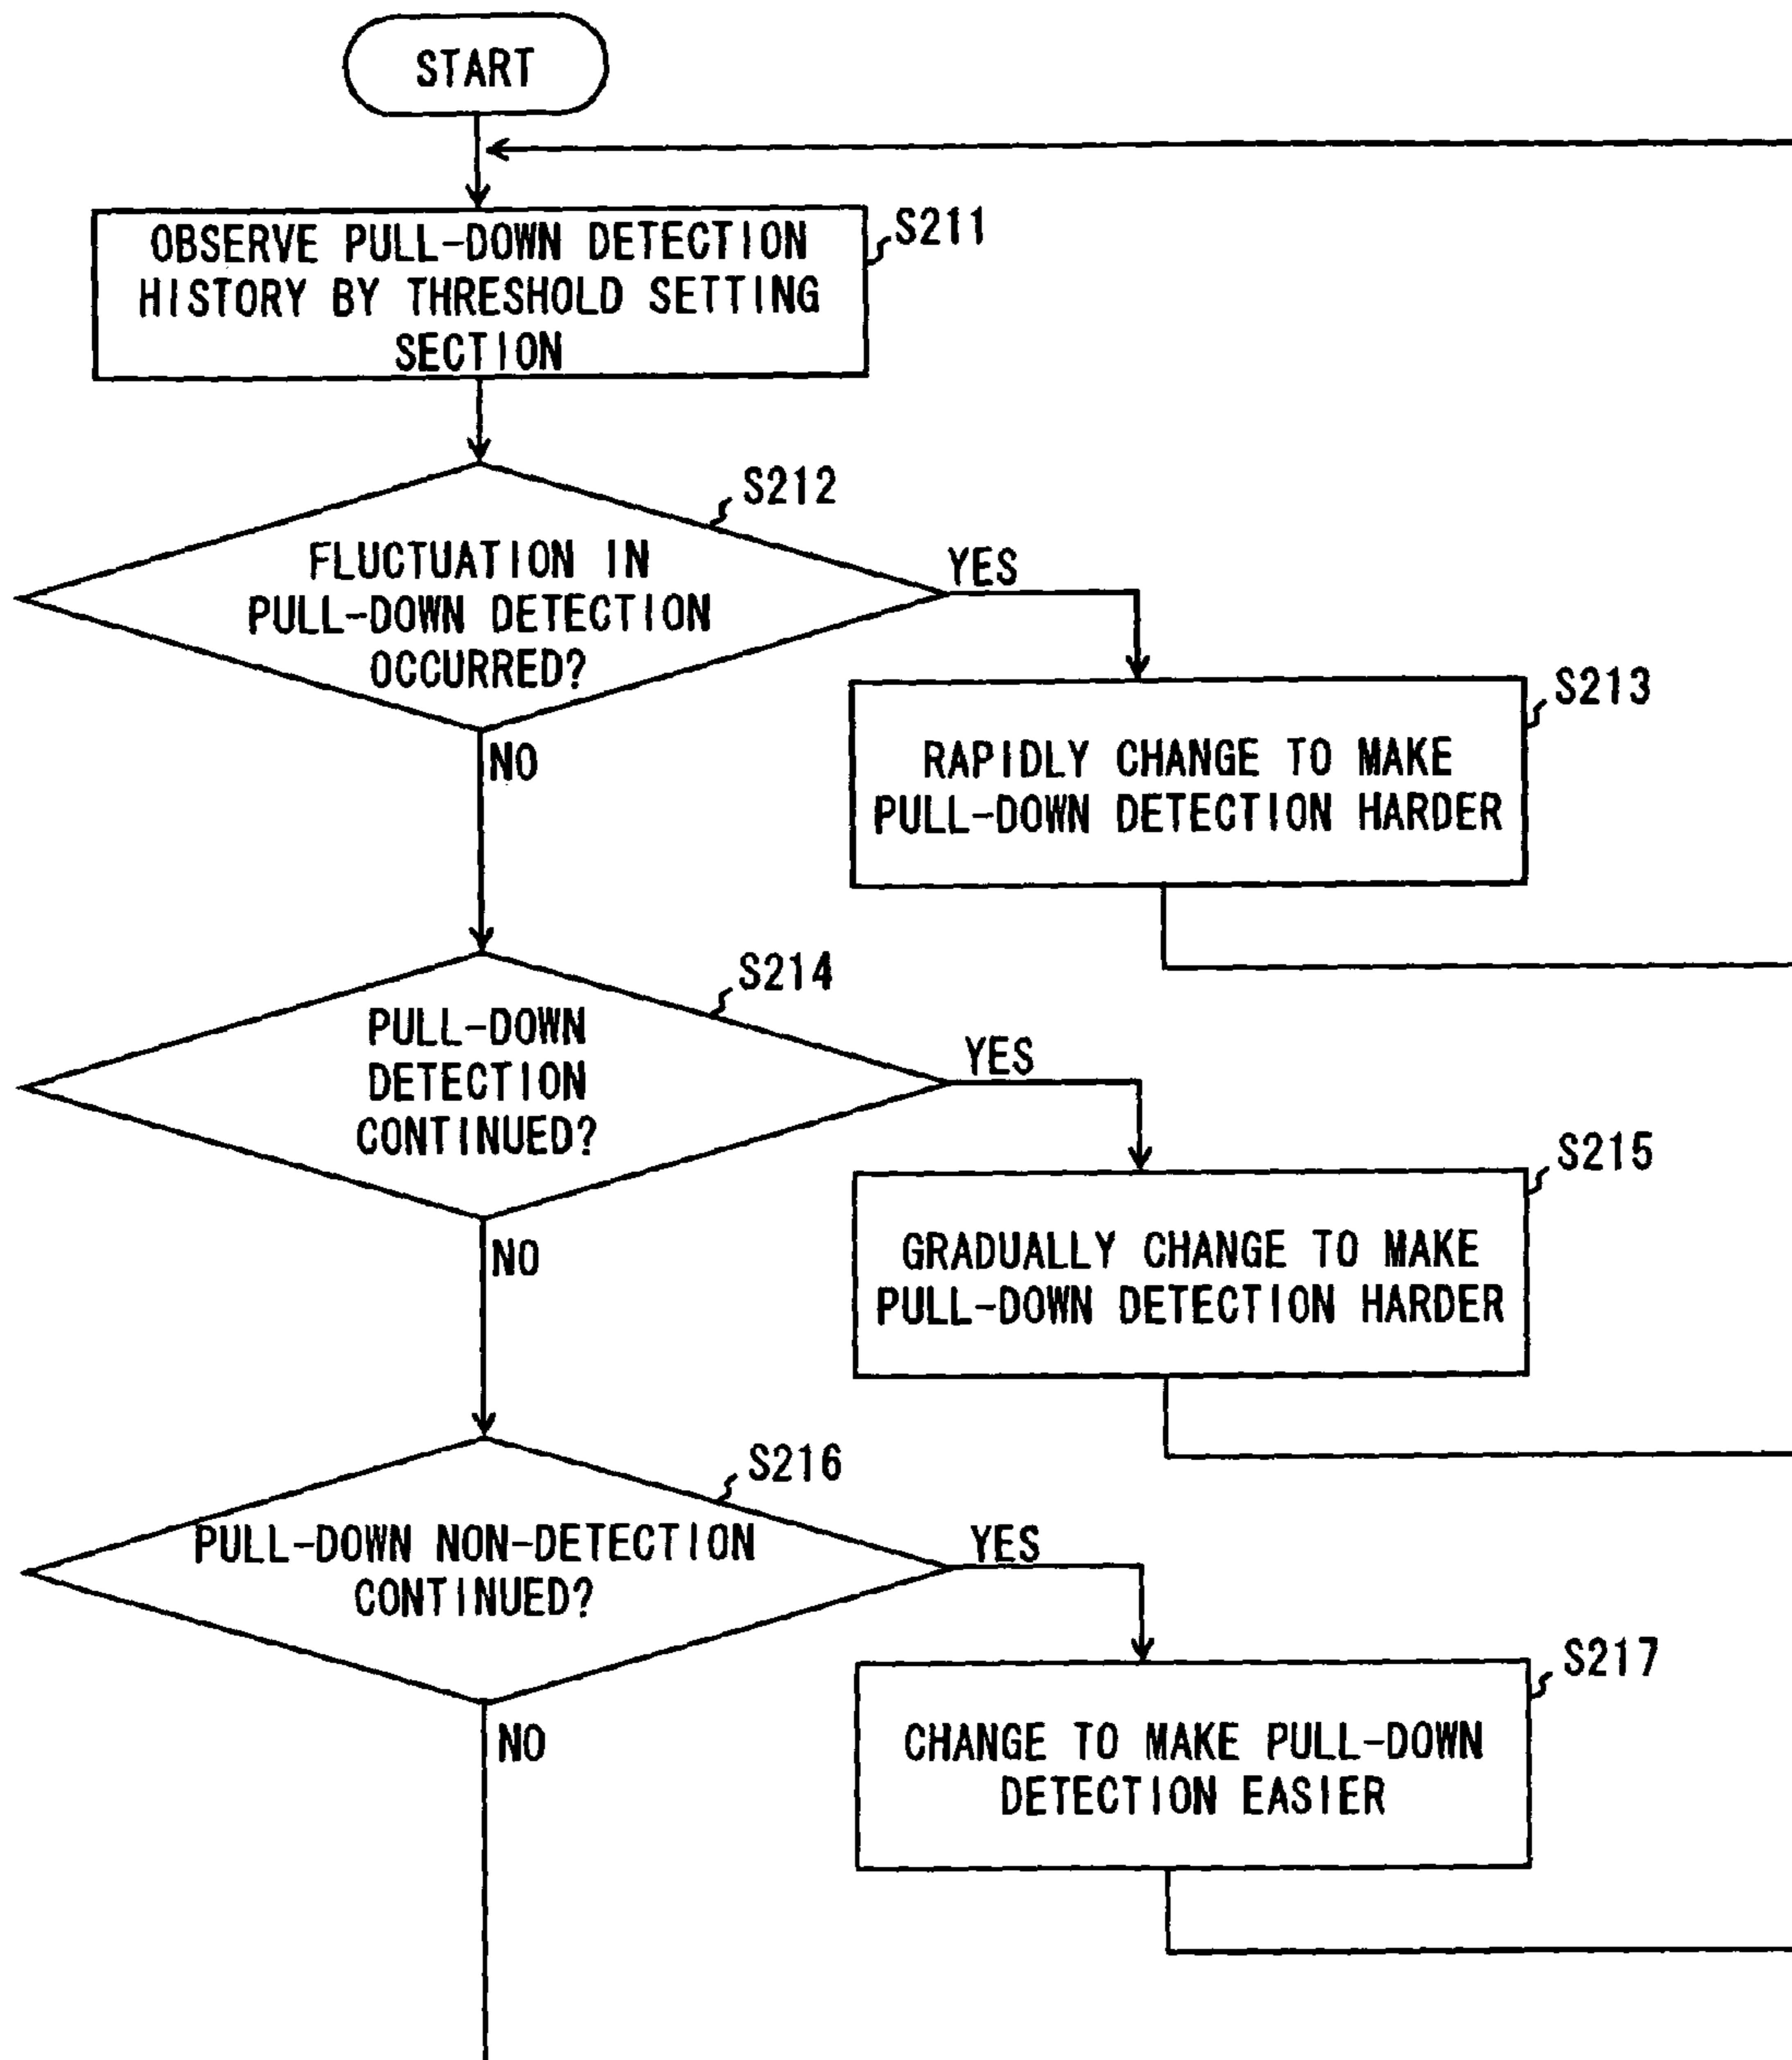 START
OBSERVE PULL-DOWN DETECTION
HISTORY BY THRESHOLD SETTING
SECTION
S211
S212
FLUCTUATION IN
PULL-DOWN DETECTION
OCCURRED?
YES
NO
S213
RAPIDLY CHANGE TO MAKE
PULL-DOWN DETECTION HARDER
S214
PULL-DOWN
DETECTION
CONTINUED?
YES
NO
S215
GRADUALLY CHANGE TO MAKE
PULL-DOWN DETECTION HARDER
S216
PULL-DOWN NON-DETECTION
CONTINUED?
YES
NO
S217
CHANGE TO MAKE PULL-DOWN
DETECTION EASIER